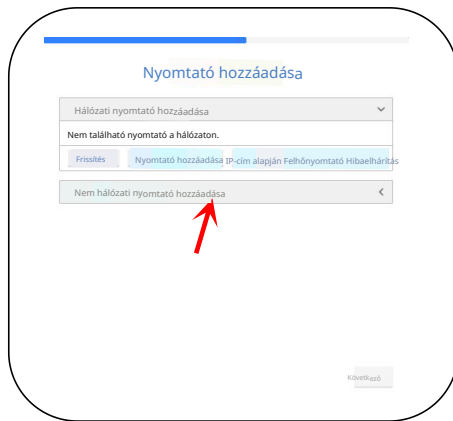 Nyomtató hozzáadása
Hálózati nyomtató hozzáadása
Nem található nyomtató a hálózaton.
Frissítés Nyomtató hozzáadása IP-cím alapján Felhőnyomtató Hibaelhárítás
Nem hálózati nyomtató hozzáadása
Következő